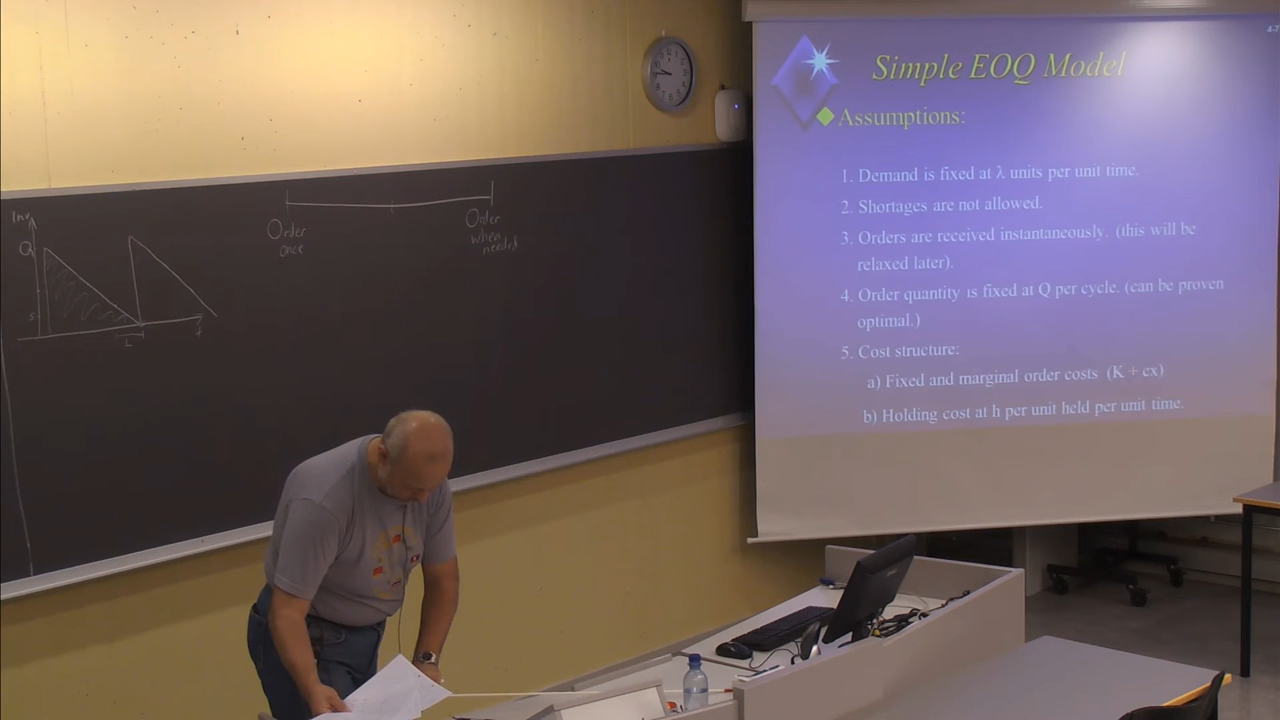 Inv
Q
s
L
t
Order
once
Order
when
needed
4-7
Simple EOQ Model
Assumptions:
1. Demand is fixed at λ units per unit time.
2. Shortages are not allowed.
3. Orders are received instantaneously. (this will be
relaxed later).
4. Order quantity is fixed at Q per cycle. (can be proven
optimal.)
5. Cost structure:
a) Fixed and marginal order costs (K + cx)
b) Holding cost at h per unit held per unit time.